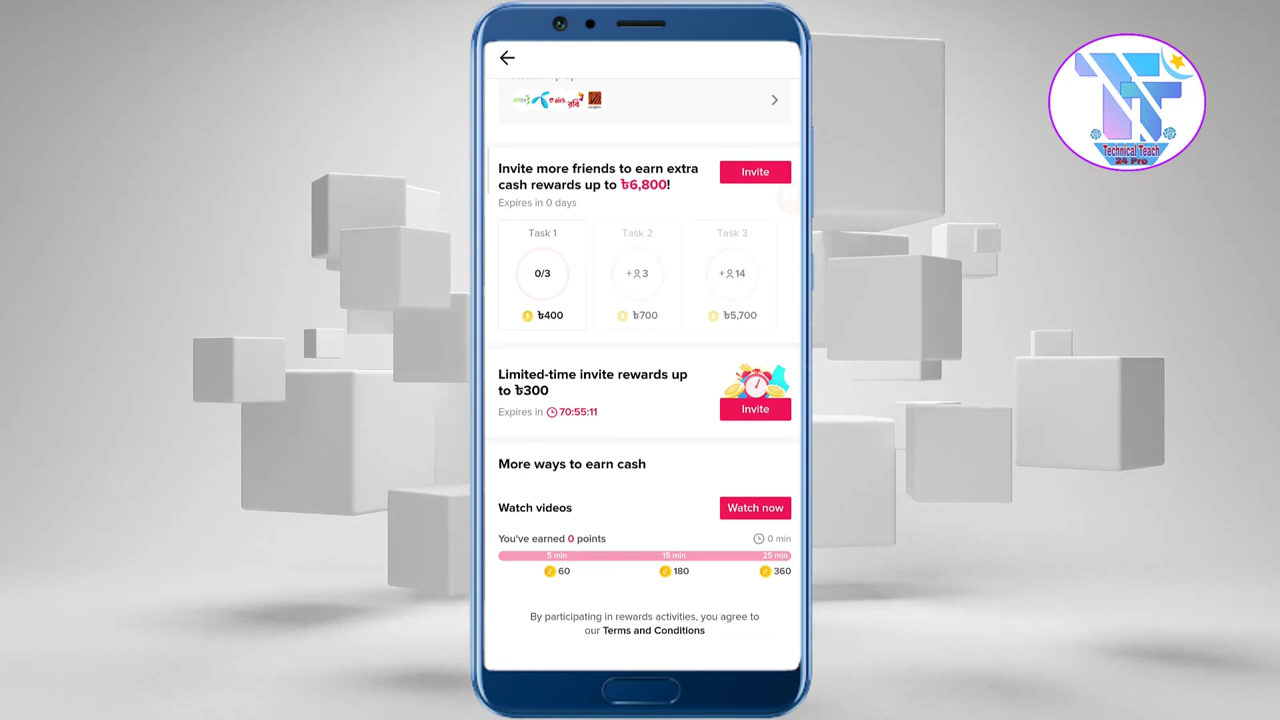 airtel
রবি
Invite more friends to earn extra
cash rewards up to ৳6,800!
Invite
Expires in 0 days
Task 1
Task 2
Task 3
0/3
+3
+14
৳400
৳700
৳5,700
Limited-time invite rewards up
to ৳300
Expires in 70:55:11
Invite
More ways to earn cash
Watch videos
Watch now
You've earned 0 points
0 min
5 min
15 min
25 min
60
180
360
By participating in rewards activities, you agree to
our Terms and Conditions
TT
Technical Teach
24 Pro